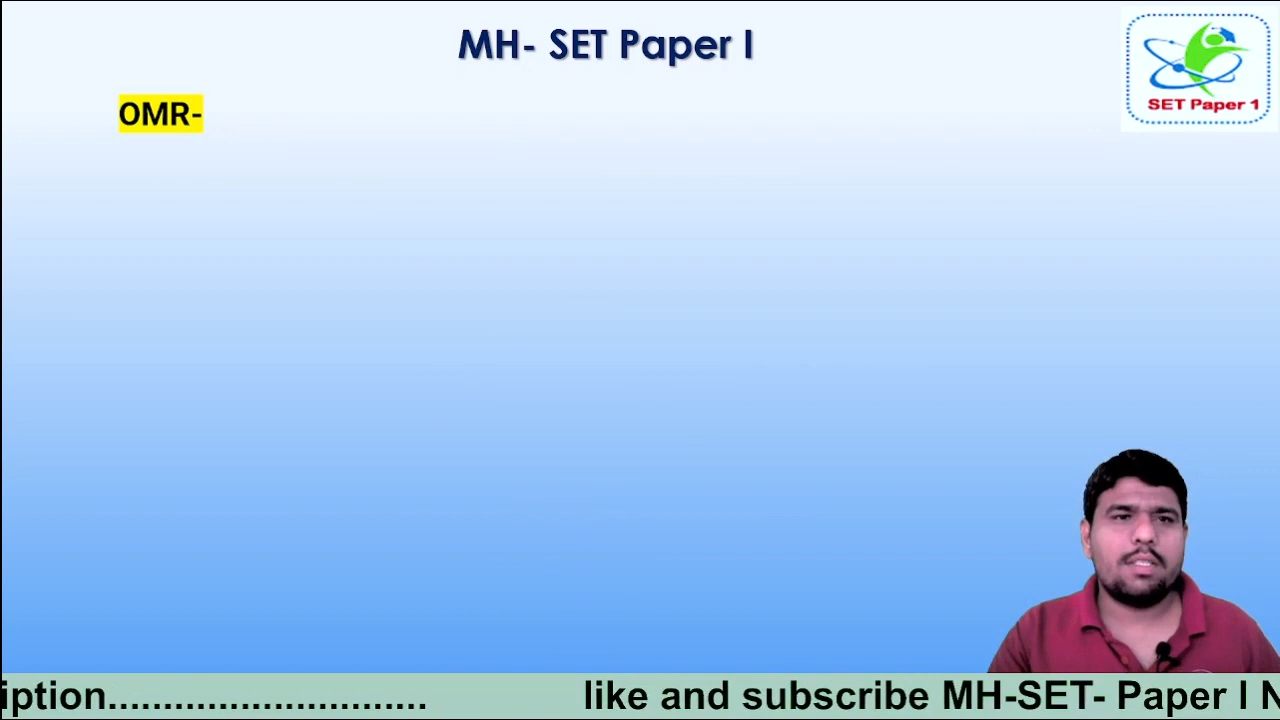 MH- SET Paper I
SET Paper 1
OMR-
iption............................. like and subscribe MH-SET- Paper I N